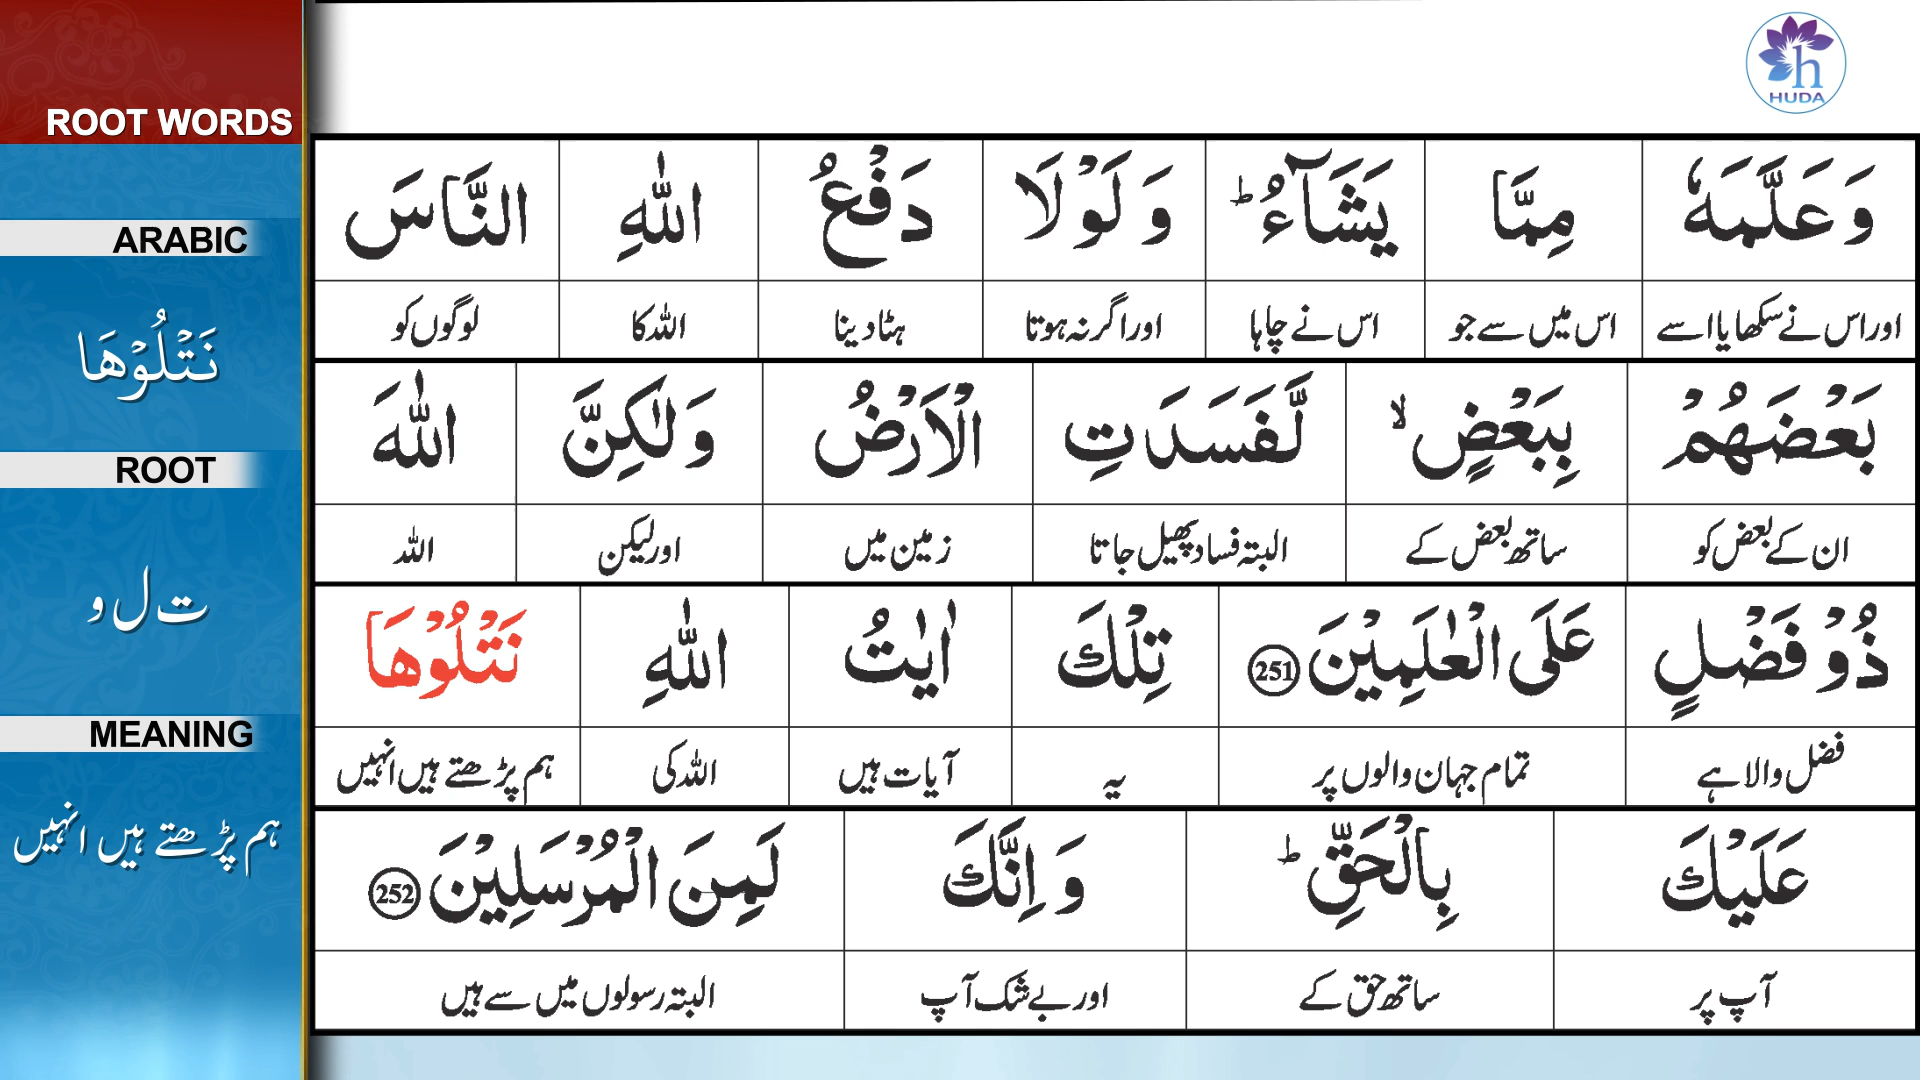 ROOT WORDS
ARABIC
نَتْلُوْهَا
ROOT
ت ل و
MEANING
ہم پڑھتے ہیں انہیں
HUDA
وَ عَلَّمَهٗ مِمَّا یَشَآءُ ؕ وَ لَوْ لَا دَفْعُ اللّٰهِ النَّاسَ
اور اس نے سکھایا اسے اس میں سے جو اس نے چاہا اور اگر نہ ہوتا ہٹا دینا اللہ کا لوگوں کو
بَعْضَهُمْ بِبَعْضٍ ۙ لَّفَسَدَتِ الْاَرْضُ وَ لٰكِنَّ اللّٰهَ
ان کے بعض کو ساتھ بعض کے البتہ فساد پھیل جاتا زمین میں اور لیکن اللہ
ذُوْ فَضْلٍ عَلَی الْعٰلَمِیْنَ 251 تِلْكَ اٰیٰتُ اللّٰهِ نَتْلُوْهَا
فضل والا ہے تمام جہان والوں پر یہ آیات ہیں اللہ کی ہم پڑھتے ہیں انہیں
عَلَیْكَ بِالْحَقِّ ؕ وَ اِنَّكَ لَمِنَ الْمُرْسَلِیْنَ 252
آپ پر ساتھ حق کے اور بے شک آپ البتہ رسولوں میں سے ہیں